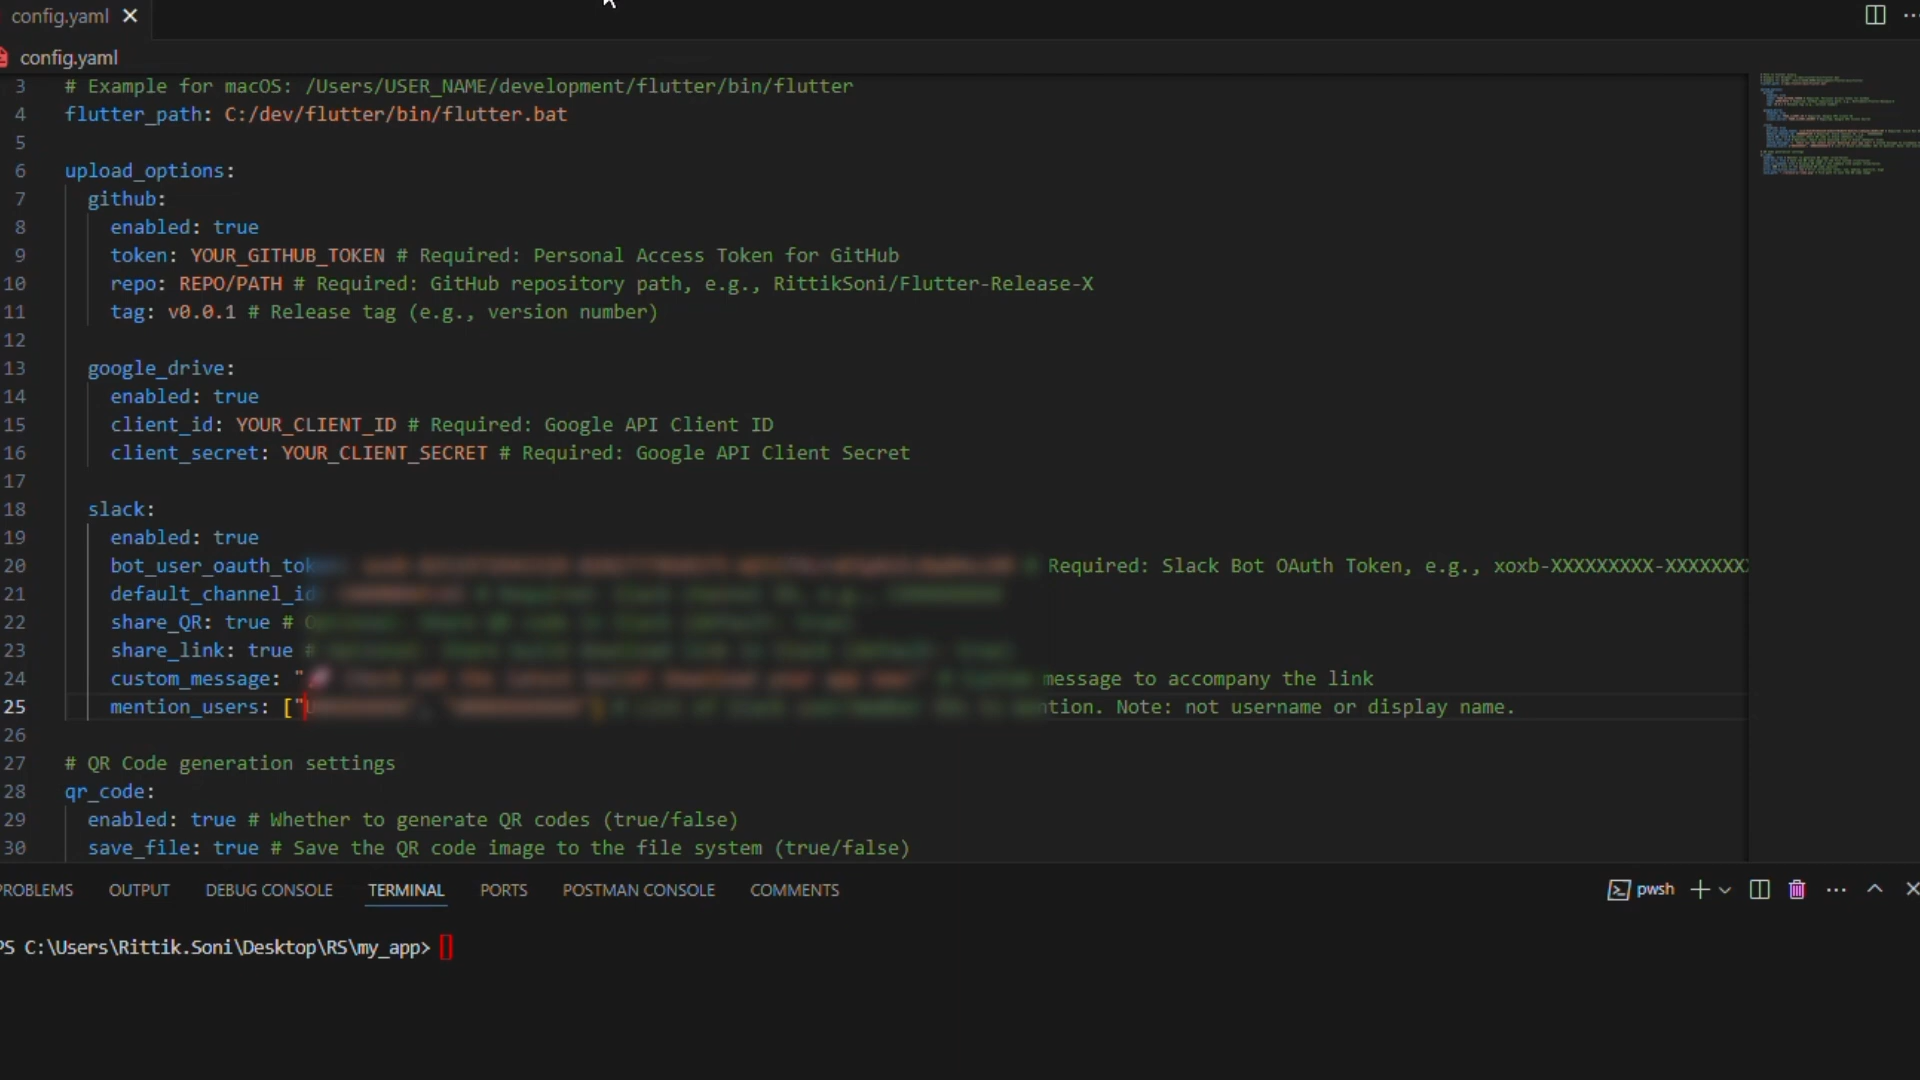 config.yaml
config.yaml
3 # Example for macOS: /Users/USER_NAME/development/flutter/bin/flutter
4 flutter_path: C:/dev/flutter/bin/flutter.bat
5
6 upload_options:
7 github:
8 enabled: true
9 token: YOUR_GITHUB_TOKEN # Required: Personal Access Token for GitHub
10 repo: REPO/PATH # Required: GitHub repository path, e.g., RittikSoni/Flutter-Release-X
11 tag: v0.0.1 # Release tag (e.g., version number)
12
13 google_drive:
14 enabled: true
15 client_id: YOUR_CLIENT_ID # Required: Google API Client ID
16 client_secret: YOUR_CLIENT_SECRET # Required: Google API Client Secret
17
18 slack:
19 enabled: true
20 bot_user_oauth_tok # Required: Slack Bot OAuth Token, e.g., xoxb-XXXXXXXXX-XXXXXXX
21 default_channel_id
22 share_QR: true #
23 share_link: true #
24 custom_message: " message to accompany the link
25 mention_users: [" ntion. Note: not username or display name.
26
27 # QR Code generation settings
28 qr_code:
29 enabled: true # Whether to generate QR codes (true/false)
30 save_file: true # Save the QR code image to the file system (true/false)
PROBLEMS OUTPUT DEBUG CONSOLE TERMINAL PORTS POSTMAN CONSOLE COMMENTS pwsh
PS C:\Users\Rittik.Soni\Desktop\RS\my_app>